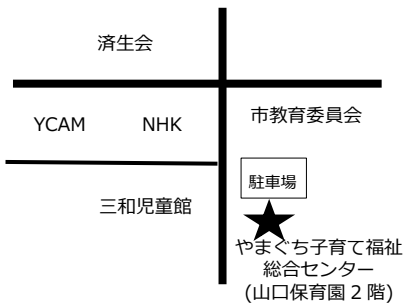 済生会
YCAM NHK
市教育委員会
駐車場
三和児童館
やまぐち子育て福祉
総合センター
(山口保育園２階)